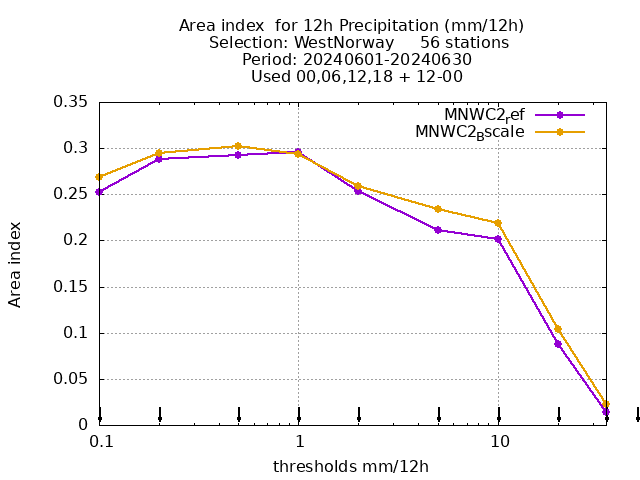 Area index  for 12h Precipitation (mm/12h)
Selection: WestNorway     56 stations
Period: 20240601-20240630
Used 00,06,12,18 + 12-00
0.35
MNWC2ref
MNWC2Bscale
0.3
0.25
0.2
0.15
0.1
0.05
0
Area index
0.1 1 10
thresholds mm/12h